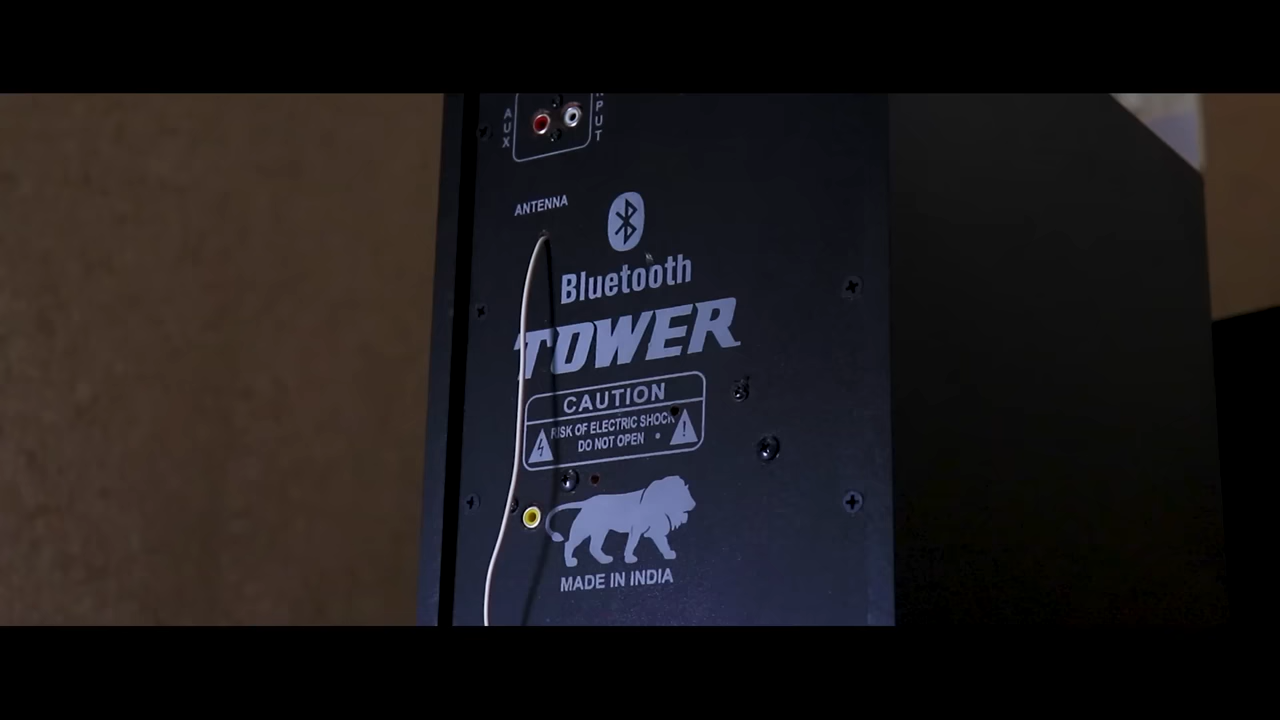 AUX
INPUT
ANTENNA
Bluetooth
TOWER
CAUTION
RISK OF ELECTRIC SHOCK
DO NOT OPEN
MADE IN INDIA